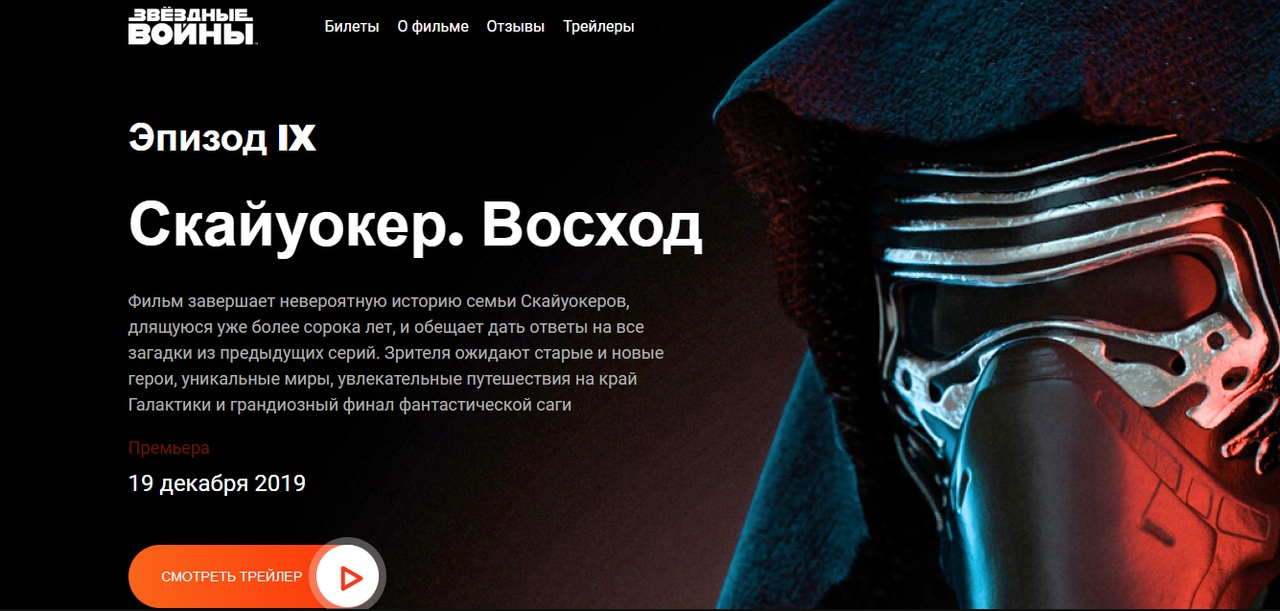 ЗВЁЗДНЫЕ
ВОЙНЫ
Билеты О фильме Отзывы Трейлеры
Эпизод IX
Скайуокер. Восход
Фильм завершает невероятную историю семьи Скайуокеров,
длящуюся уже более сорока лет, и обещает дать ответы на все
загадки из предыдущих серий. Зрителя ожидают старые и новые
герои, уникальные миры, увлекательные путешествия на край
Галактики и грандиозный финал фантастической саги
Премьера
19 декабря 2019
СМОТРЕТЬ ТРЕЙЛЕР